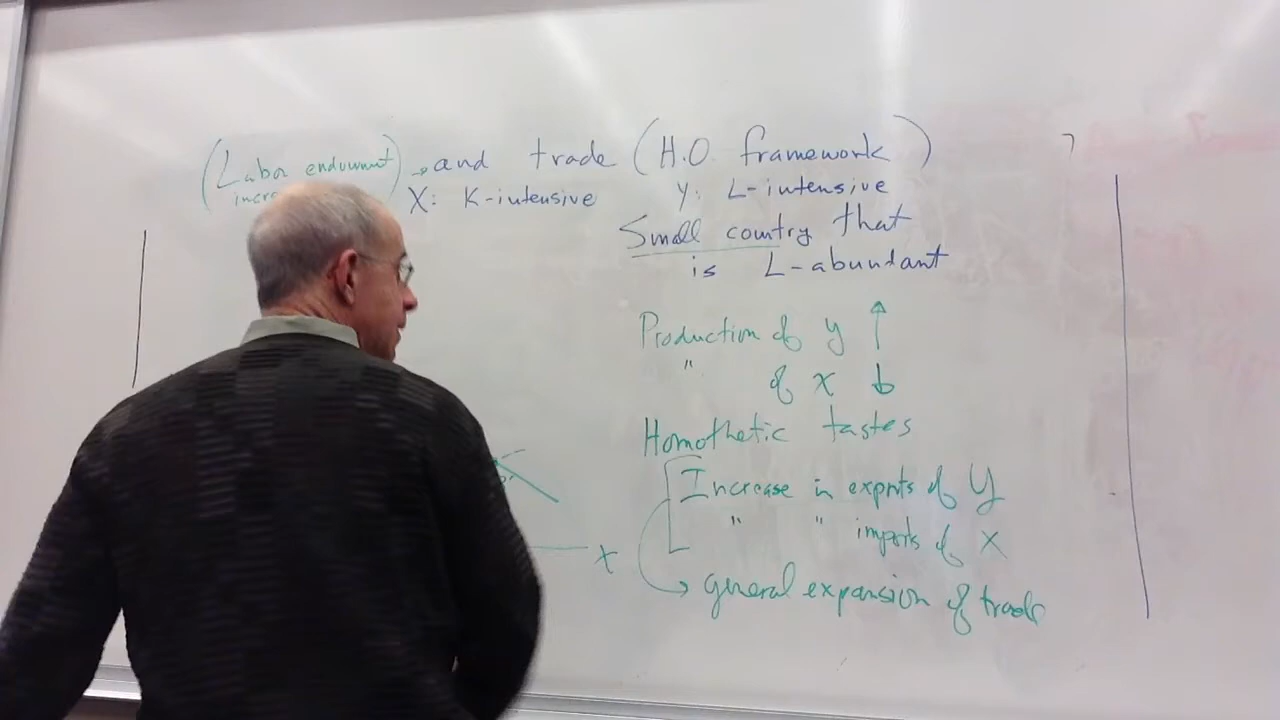 (Labor endowment) → and trade (H.O. framework)
X: K-intensive Y: L-intensive
Small country that
is L-abundant
Production of y ↑
" of x ↓
Homothetic tastes
Increase in exports of Y
" " imports of X
→ general expansion of trade
X